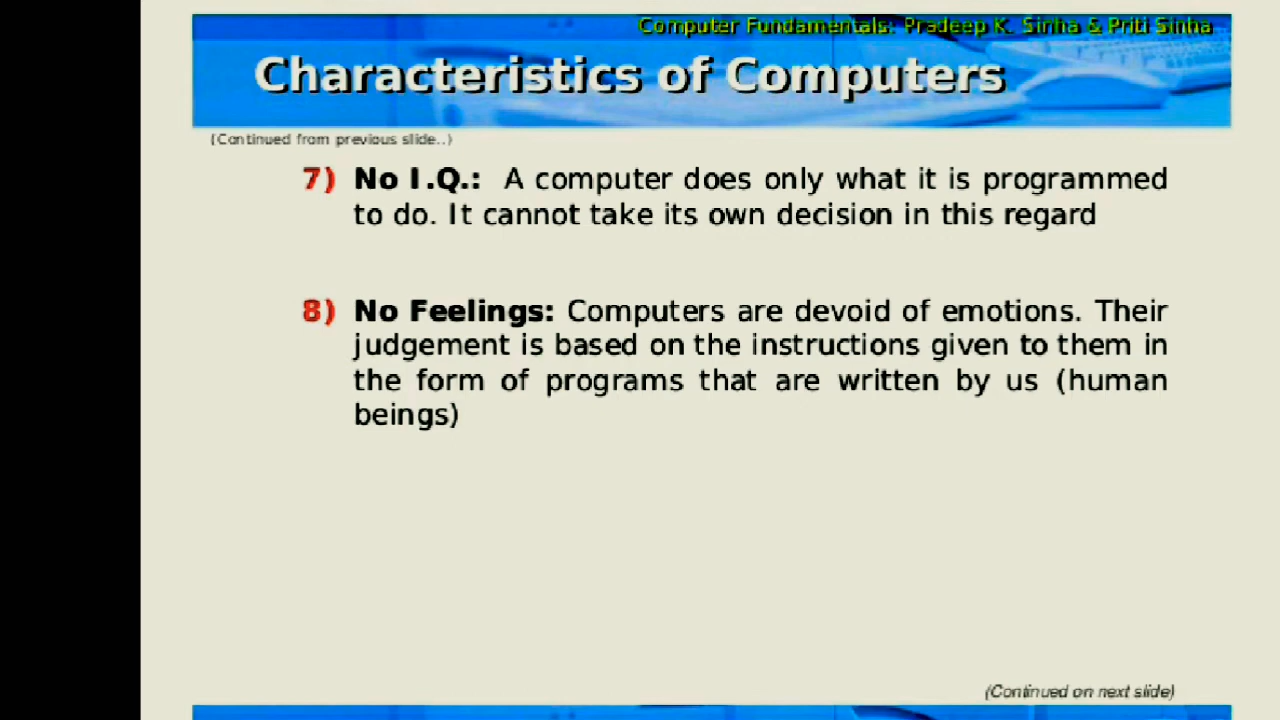 Computer Fundamentals: Pradeep K. Sinha & Priti Sinha
Characteristics of Computers
(Continued from previous slide..)
7) No I.Q.: A computer does only what it is programmed
to do. It cannot take its own decision in this regard
8) No Feelings: Computers are devoid of emotions. Their
judgement is based on the instructions given to them in
the form of programs that are written by us (human
beings)
(Continued on next slide)